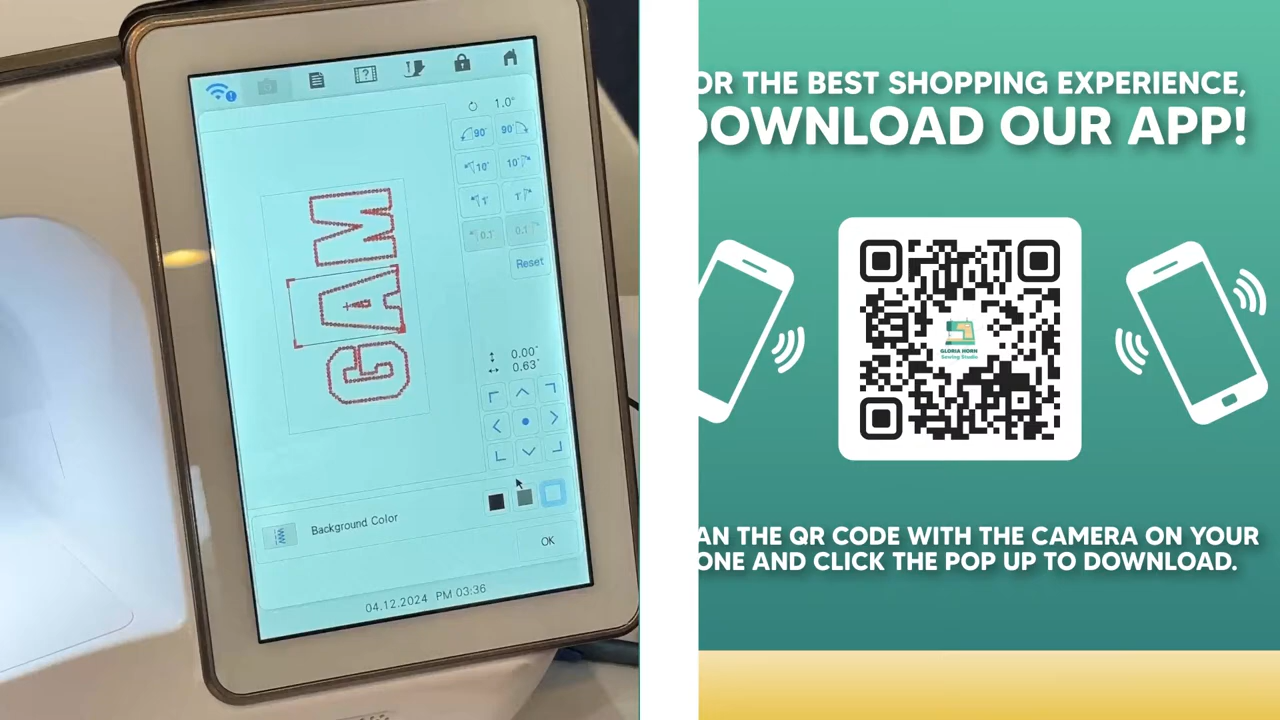 1.0°
90° 90°
10° 10°
1° 1°
0.1° 0.1°
Reset
GAM
0.00"
0.63"
Background Color
OK
04.12.2024 PM 03:36
OR THE BEST SHOPPING EXPERIENCE,
DOWNLOAD OUR APP!
GLORIA HORN
Sewing Studio
AN THE QR CODE WITH THE CAMERA ON YOUR
ONE AND CLICK THE POP UP TO DOWNLOAD.